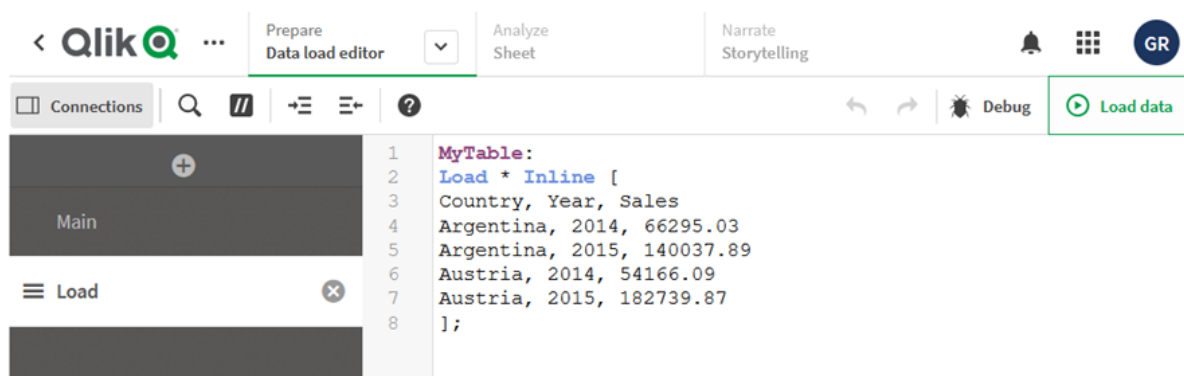 Qlik
Prepare
Data load editor
Analyze
Sheet
Narrate
Storytelling
GR
Connections
//
?
Debug
Load data
Main
Load
1 MyTable:
2 Load * Inline [
3 Country, Year, Sales
4 Argentina, 2014, 66295.03
5 Argentina, 2015, 140037.89
6 Austria, 2014, 54166.09
7 Austria, 2015, 182739.87
8 ];